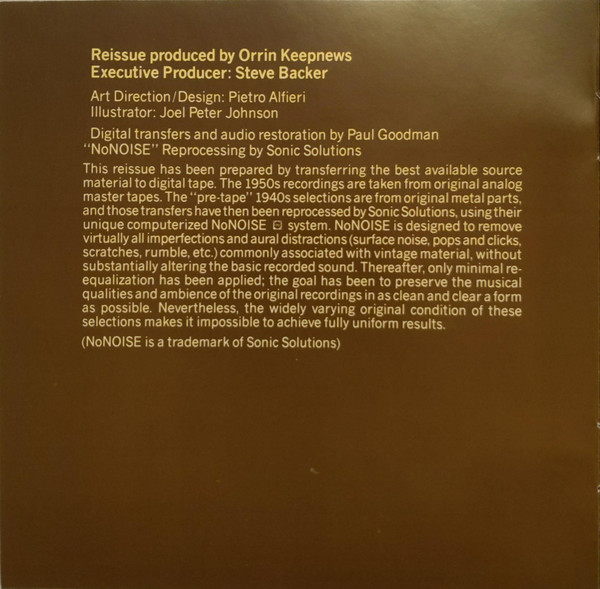 Reissue produced by Orrin Keepnews
Executive Producer: Steve Backer
Art Direction/Design: Pietro Alfieri
Illustrator: Joel Peter Johnson
Digital transfers and audio restoration by Paul Goodman
“NoNOISE” Reprocessing by Sonic Solutions
This reissue has been prepared by transferring the best available source
material to digital tape. The 1950s recordings are taken from original analog
master tapes. The “pre-tape” 1940s selections are from original metal parts,
and those transfers have then been reprocessed by Sonic Solutions, using their
unique computerized NoNOISE system. NoNOISE is designed to remove
virtually all imperfections and aural distractions (surface noise, pops and clicks,
scratches, rumble, etc.) commonly associated with vintage material, without
substantially altering the basic recorded sound. Thereafter, only minimal re-
equalization has been applied; the goal has been to preserve the musical
qualities and ambience of the original recordings in as clean and clear a form
as possible. Nevertheless, the widely varying original condition of these
selections makes it impossible to achieve fully uniform results.
(NoNOISE is a trademark of Sonic Solutions)